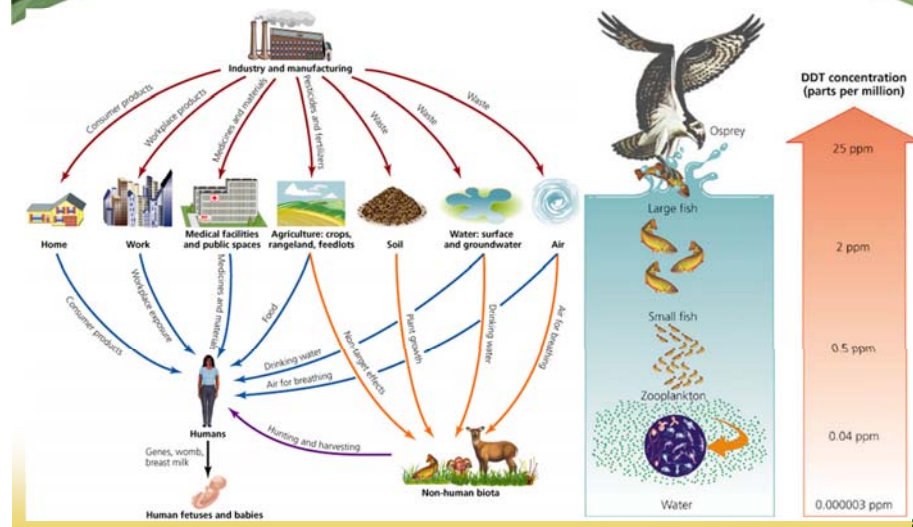 Industry and manufacturing
Consumer products
Workplace products
Medicines and materials
Pesticides and fertilizers
Waste
Waste
Waste
Home
Work
Medical facilities
and public spaces
Agriculture: crops,
rangeland, feedlots
Soil
Water: surface
and groundwater
Air
Consumer products
Workplace exposure
Medicines and materials
Food
Drinking water
Air for breathing
Non-target effects
Plant growth
Drinking water
Air for breathing
Humans
Hunting and harvesting
Genes, womb,
breast milk
Human fetuses and babies
Non-human biota
Osprey
Large fish
Small fish
Zooplankton
Water
DDT concentration
(parts per million)
25 ppm
2 ppm
0.5 ppm
0.04 ppm
0.000003 ppm